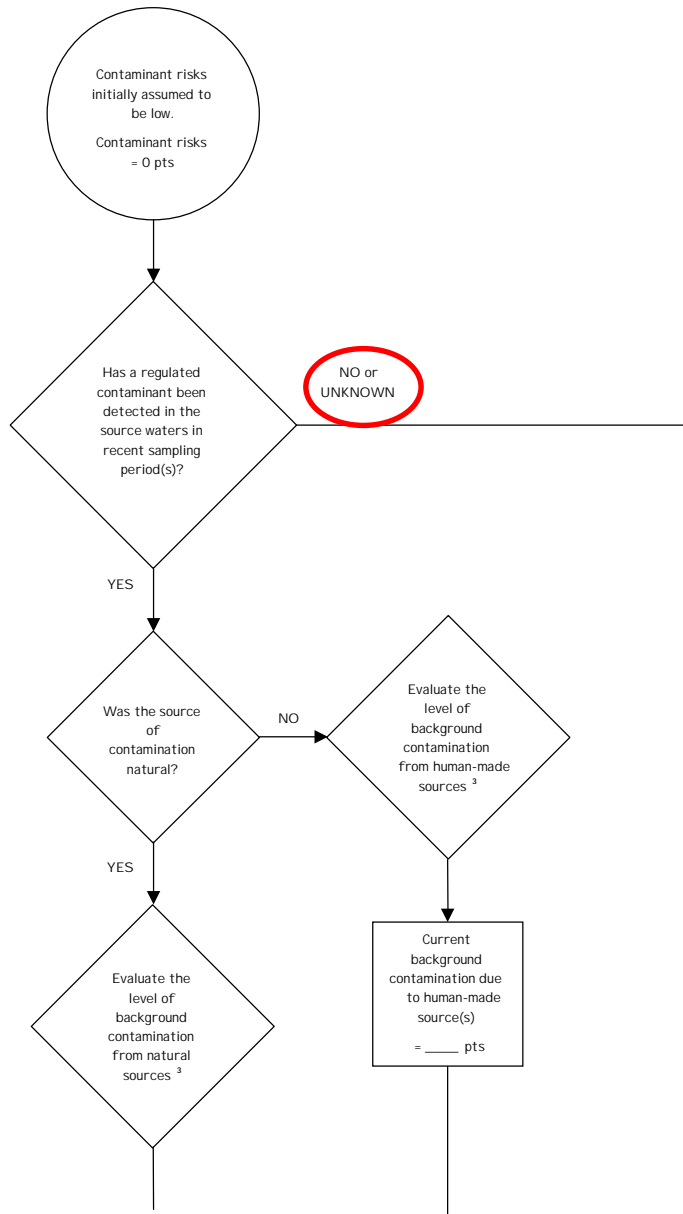 Contaminant risks
initially assumed to
be low.
Contaminant risks
= 0 pts
Has a regulated
contaminant been
detected in the
source waters in
recent sampling
period(s)?
NO or
UNKNOWN
YES
Was the source
of
contamination
natural?
NO
Evaluate the
level of
background
contamination
from human-made
sources ³
YES
Evaluate the
level of
background
contamination
from natural
sources ³
Current
background
contamination due
to human-made
source(s)
= _____ pts